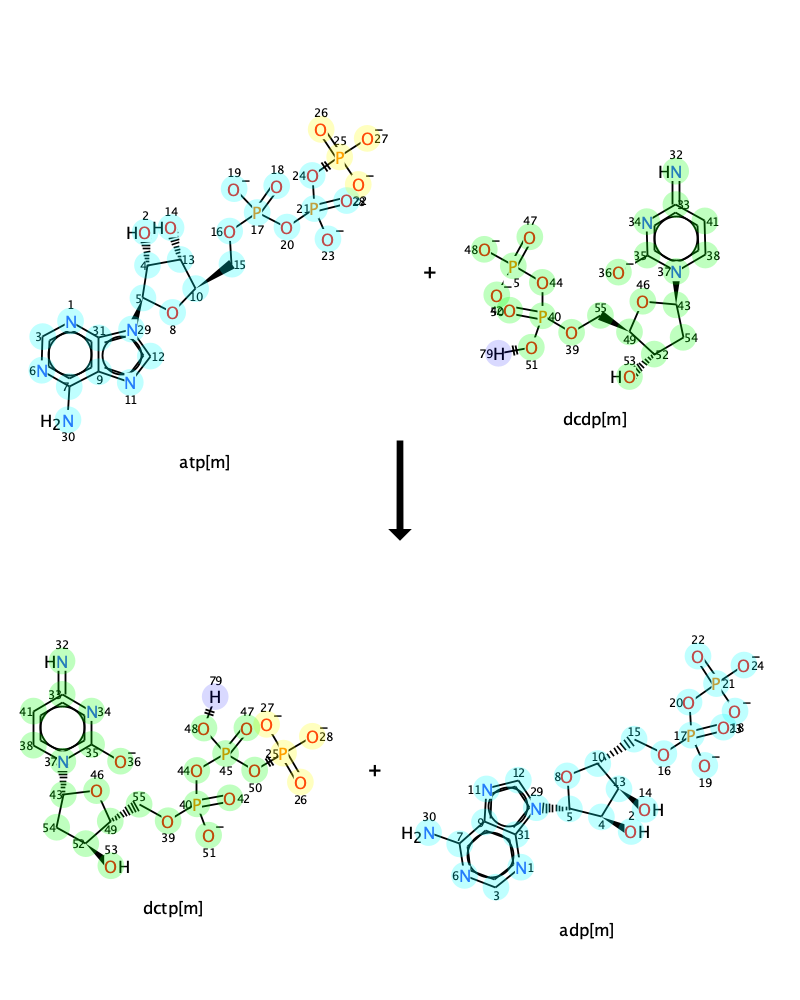 26
25
O
O⁻
27
P
18
24
O
O⁻
19
O⁻
O
21
P
O
2
14
HO
HO
16
O
P
17
O
20
O⁻
23
4
13
15
5
10
O
8
1
N
31
N
29
3
12
6
N
7
9
N
11
H₂N
30
atp[m]
+
32
HN
33
47
34
N
41
48
O⁻
O
36
O⁻
35
37
N
38
P
5
O
44
46
O
43
O⁻
O
P
40
55
39
O
49
54
79
H
O
51
53
HO
52
dcdp[m]
32
HN
33
41
N
34
38
37
N
35
O⁻
36
46
O
43
54
49
55
52
53
OH
39
O
79
H
48
O
47
O
27
O⁻
O⁻
28
P
45
25
P
44
O
O
50
O
26
40
P
O
42
O⁻
51
dctp[m]
+
22
O
O⁻
24
P
21
20
O
O⁻
17
P
O
15
O
16
O⁻
19
10
8
O
13
14
OH
12
11
N
N
29
5
4
2
OH
30
H₂N
7
9
31
6
N
N
1
3
adp[m]